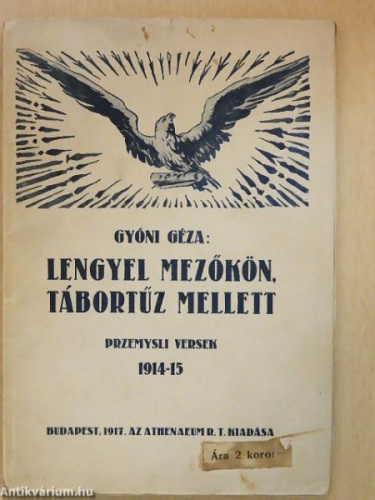 GYÓNI GÉZA:
LENGYEL MEZŐKÖN,
TÁBORTŰZ MELLETT
PRZEMYSLI VERSEK
1914-15
BUDAPEST, 1917. AZ ATHENAEUM R. T. KIADÁSA
Ára 2 koro
Antikvárium.hu